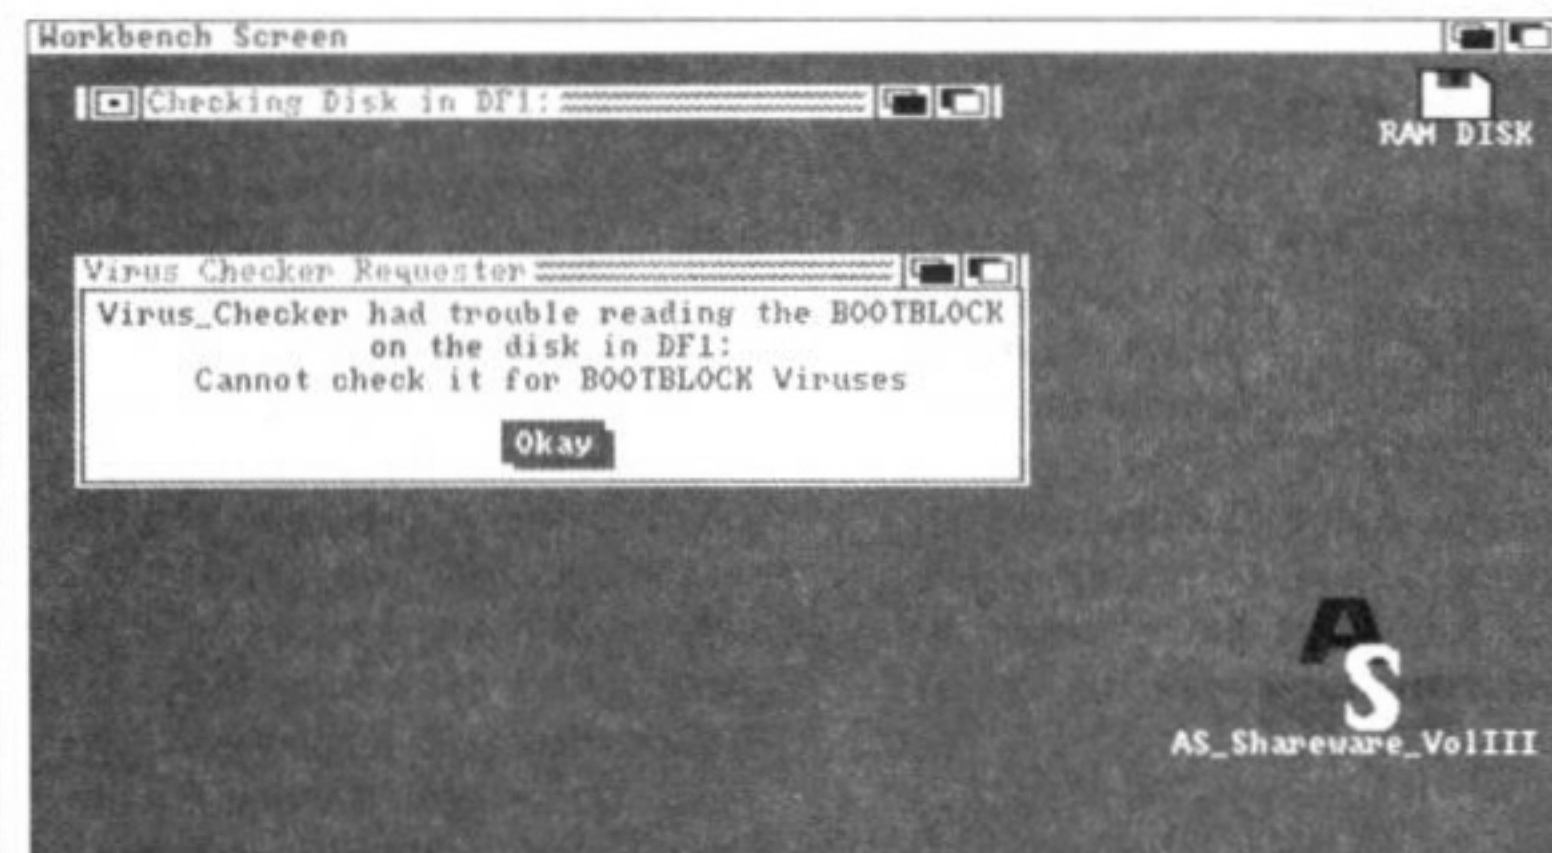 Workbench Screen
Checking Disk in DF1:
RAM DISK
Virus Checker Requester
Virus_Checker had trouble reading the BOOTBLOCK
on the disk in DF1:
Cannot check it for BOOTBLOCK Viruses
Okay
AS
AS_Shareware_VolIII